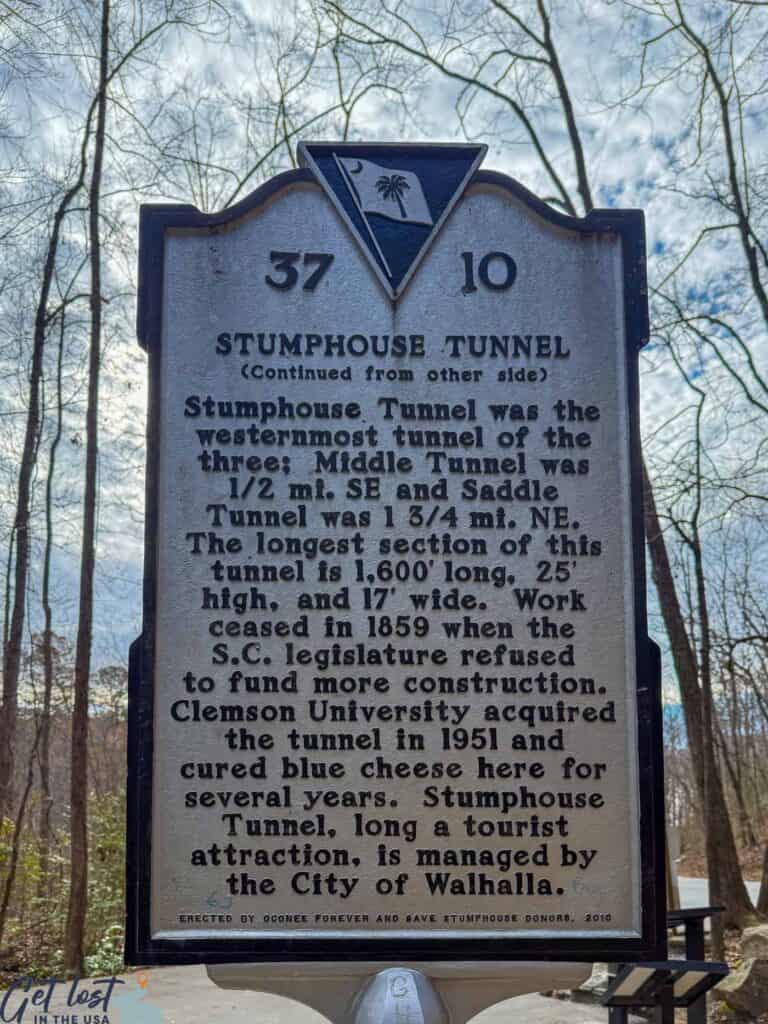 37 10
STUMPHOUSE TUNNEL
(Continued from other side)
Stumphouse Tunnel was the
westernmost tunnel of the
three; Middle Tunnel was
1/2 mi. SE and Saddle
Tunnel was 1 3/4 mi. NE.
The longest section of this
tunnel is 1,600' long, 25'
high, and 17' wide. Work
ceased in 1859 when the
S.C. legislature refused
to fund more construction.
Clemson University acquired
the tunnel in 1951 and
cured blue cheese here for
several years. Stumphouse
Tunnel, long a tourist
attraction, is managed by
the City of Walhalla.
ERECTED BY OCONEE FOREVER AND SAVE STUMPHOUSE DONORS, 2010
Get lost
IN THE USA